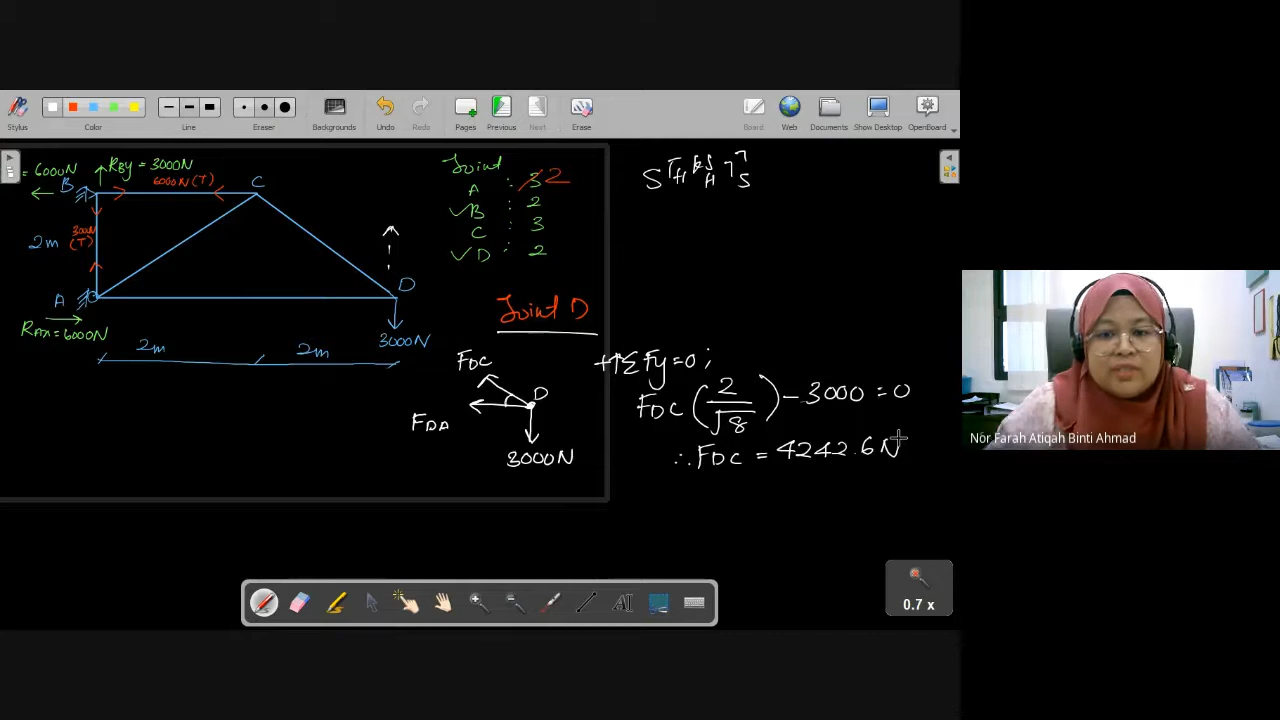 Stylus
Color
Line
Eraser
Backgrounds
Undo
Redo
Pages
Previous
Next
Erase
Board
Web
Documents
Show Desktop
OpenBoard
= 6000N
B
RBy = 3000N
6000N (T)
C
2m
3000N
(T)
A
RAx = 6000N
D
3000N
2m
2m
Joint
A : 3 2
✓B : 2
C : 3
✓D : 2
Joint D
FDC
D
FDA
3000N
+↑ΣFy=0 ;
FDC (2/√8) - 3000 = 0
∴ FDC = 4242.6 N
Nor Farah Atiqah Binti Ahmad
0.7 x